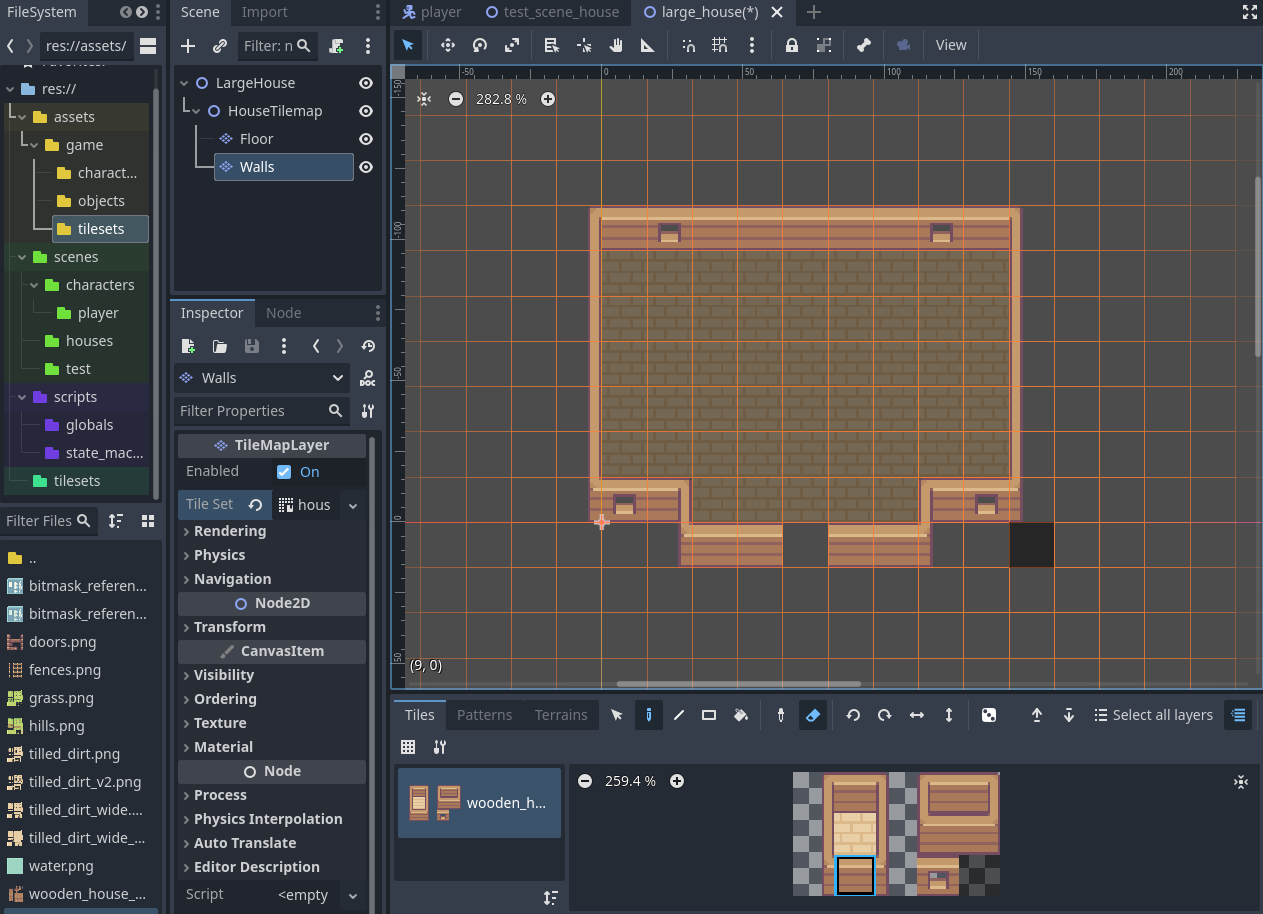 FileSystem
res://assets/
Favorites:
res://
assets
game
charact...
objects
tilesets
scenes
characters
player
houses
test
scripts
globals
state_mac...
tilesets
Filter Files
..
bitmask_referen...
bitmask_referen...
doors.png
fences.png
grass.png
hills.png
tilled_dirt.png
tilled_dirt_v2.png
tilled_dirt_wide....
tilled_dirt_wide_...
water.png
wooden_house_...
Scene Import
Filter: n
LargeHouse
HouseTilemap
Floor
Walls
Inspector Node
Walls
Filter Properties
TileMapLayer
Enabled On
Tile Set hous
Rendering
Physics
Navigation
Node2D
Transform
CanvasItem
Visibility
Ordering
Texture
Material
Node
Process
Physics Interpolation
Auto Translate
Editor Description
Script <empty
player test_scene_house large_house(*)
View
-50 0 50 100 150 200
-150
-100
-50
0
50
282.8 %
(9, 0)
Tiles Patterns Terrains Select all layers
wooden_h...
259.4 %